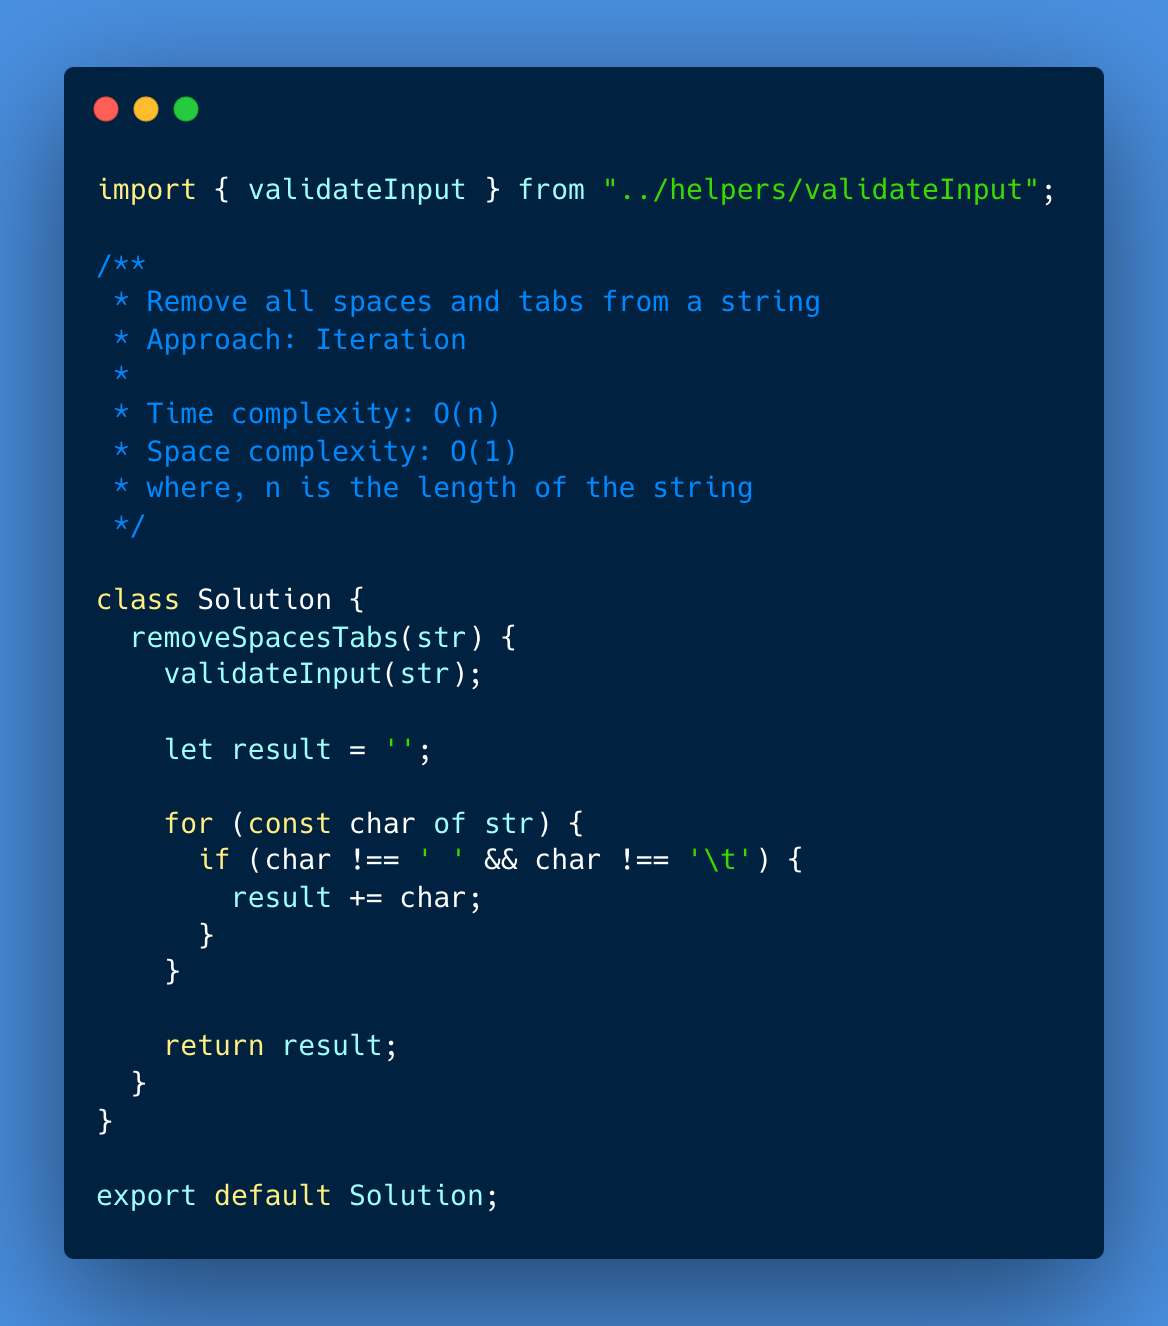 import { validateInput } from "../helpers/validateInput";
/**
 * Remove all spaces and tabs from a string
 * Approach: Iteration
 *
 * Time complexity: O(n)
 * Space complexity: O(1)
 * where, n is the length of the string
 */
class Solution {
  removeSpacesTabs(str) {
    validateInput(str);
    let result = '';
    for (const char of str) {
      if (char !== ' ' && char !== '\t') {
        result += char;
      }
    }
    return result;
  }
}
export default Solution;